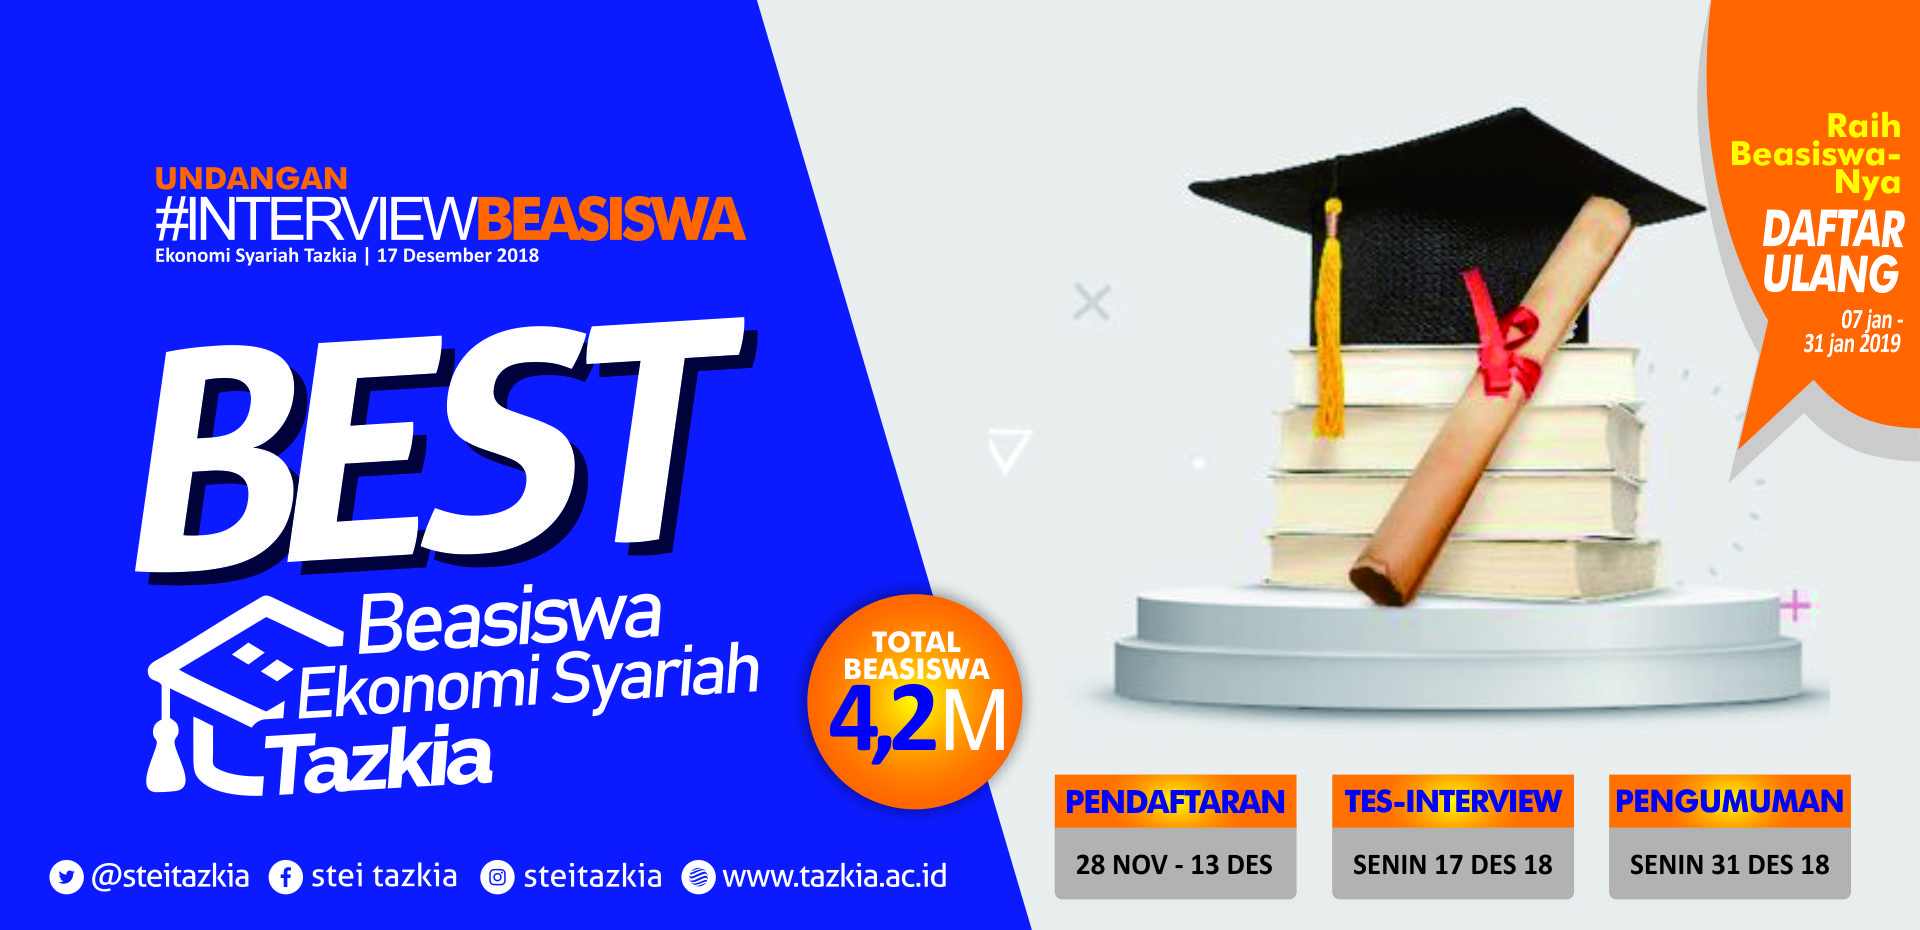 UNDANGAN
#INTERVIEWBEASISWA
Ekonomi Syariah Tazkia | 17 Desember 2018
BEST
Beasiswa
Ekonomi Syariah
Tazkia
TOTAL
BEASISWA
4,2M
Raih
Beasiswa-
Nya
DAFTAR
ULANG
07 jan -
31 jan 2019
PENDAFTARAN
28 NOV - 13 DES
TES-INTERVIEW
SENIN 17 DES 18
PENGUMUMAN
SENIN 31 DES 18
@steitazkia stei tazkia steitazkia www.tazkia.ac.id